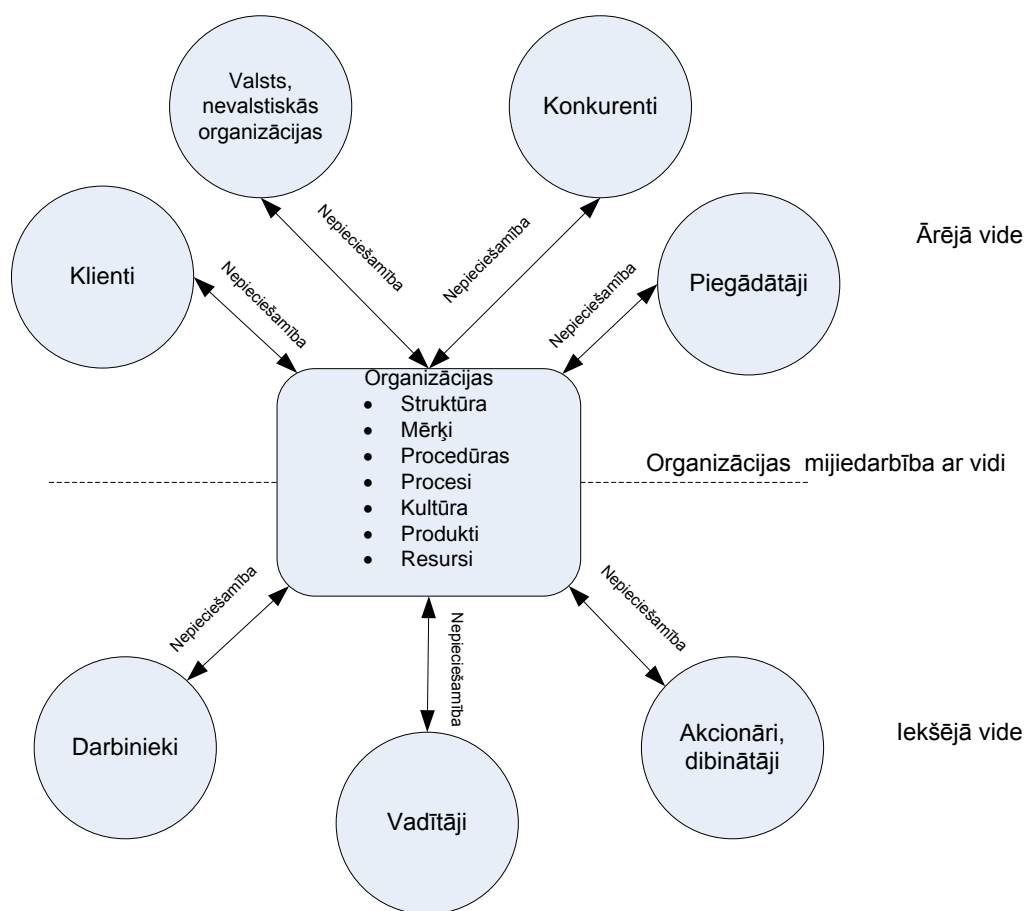 Valsts,
nevalstiskās
organizācijas
Konkurenti
Ārējā vide
Klienti
Piegādātāji
Nepieciešamība
Nepieciešamība
Nepieciešamība
Nepieciešamība
Organizācijas
• Struktūra
• Mērķi
• Procedūras
• Procesi
• Kultūra
• Produkti
• Resursi
Organizācijas mijiedarbība ar vidi
Nepieciešamība
Nepieciešamība
Nepieciešamība
Darbinieki
Vadītāji
Akcionāri,
dibinātāji
Iekšējā vide